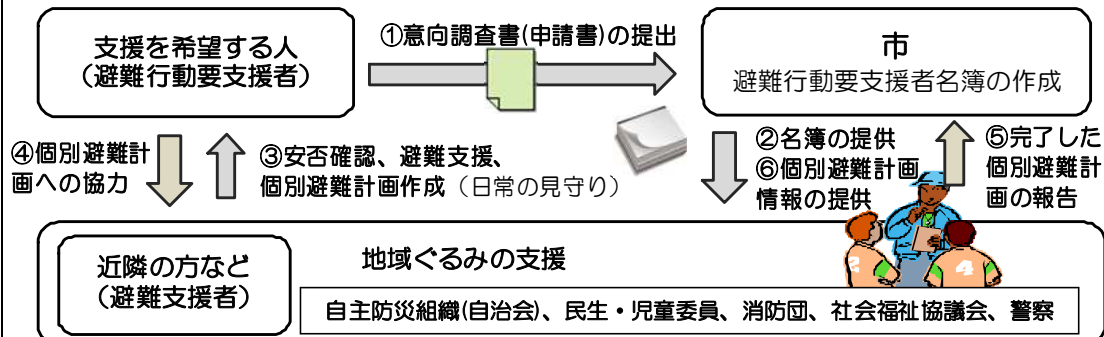 支援を希望する人
（避難行動要支援者）
①意向調査書(申請書)の提出
市
避難行動要支援者名簿の作成
④個別避難計
画への協力
③安否確認、避難支援、
個別避難計画作成（日常の見守り）
②名簿の提供
⑥個別避難計画
情報の提供
⑤完了した
個別避難計
画の報告
近隣の方など
（避難支援者）
地域ぐるみの支援
2
4
自主防災組織(自治会)、民生・児童委員、消防団、社会福祉協議会、警察